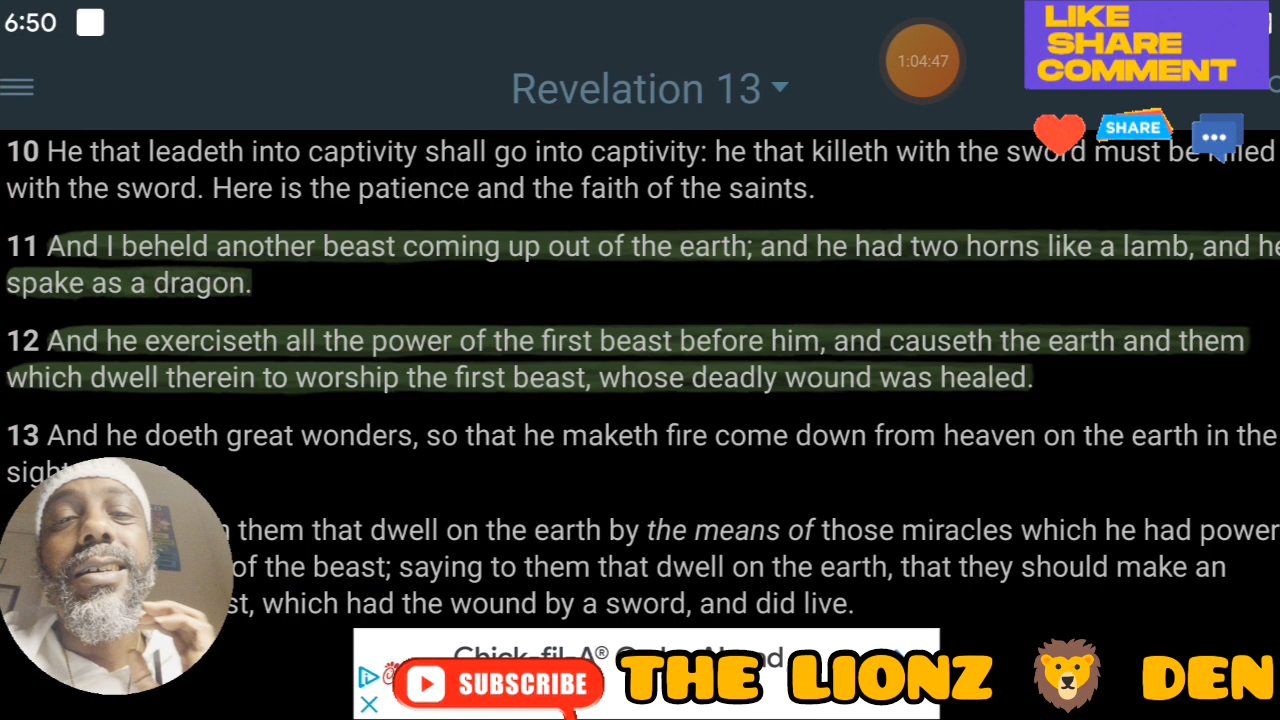 6:50
1:04:47
LIKE
SHARE
COMMENT
Revelation 13
SHARE
10 He that leadeth into captivity shall go into captivity: he that killeth with the sword must be killed
with the sword. Here is the patience and the faith of the saints.
11 And I beheld another beast coming up out of the earth; and he had two horns like a lamb, and he
spake as a dragon.
12 And he exerciseth all the power of the first beast before him, and causeth the earth and them
which dwell therein to worship the first beast, whose deadly wound was healed.
13 And he doeth great wonders, so that he maketh fire come down from heaven on the earth in the
them that dwell on the earth by the means of those miracles which he had power
of the beast; saying to them that dwell on the earth, that they should make an
which had the wound by a sword, and did live.
Chick-fil-A®
SUBSCRIBE
THE LIONZ DEN